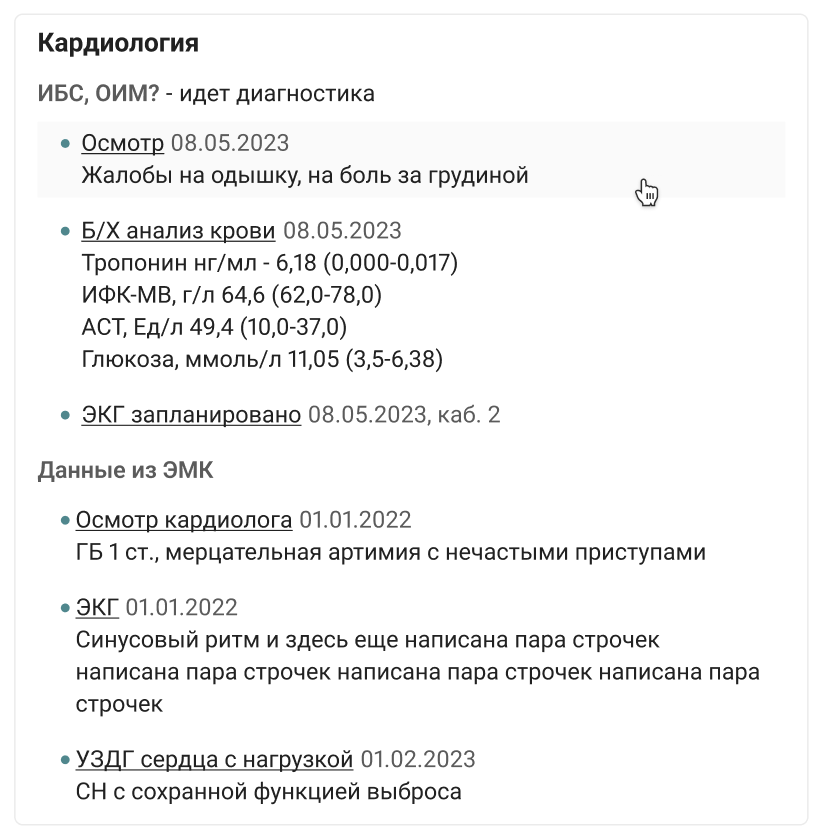 Кардиология
ИБС, ОИМ? - идет диагностика
Осмотр 08.05.2023
Жалобы на одышку, на боль за грудиной
Б/Х анализ крови 08.05.2023
Тропонин нг/мл - 6,18 (0,000-0,017)
ИФК-МВ, г/л 64,6 (62,0-78,0)
АСТ, Ед/л 49,4 (10,0-37,0)
Глюкоза, ммоль/л 11,05 (3,5-6,38)
ЭКГ запланировано 08.05.2023, каб. 2
Данные из ЭМК
Осмотр кардиолога 01.01.2022
ГБ 1 ст., мерцательная артимия с нечастыми приступами
ЭКГ 01.01.2022
Синусовый ритм и здесь еще написана пара строчек
написана пара строчек написана пара строчек написана пара
строчек
УЗДГ сердца с нагрузкой 01.02.2023
СН с сохранной функцией выброса